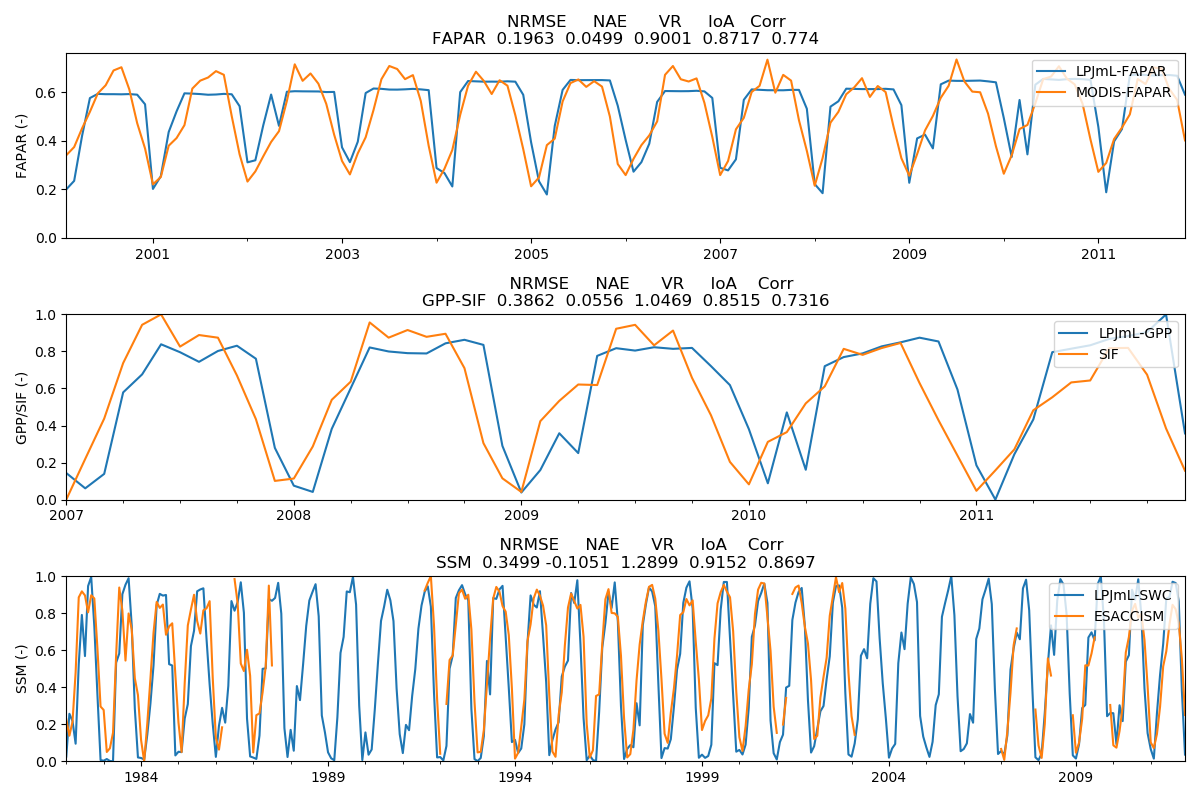 NRMSE NAE VR IoA Corr
FAPAR 0.1963 0.0499 0.9001 0.8717 0.774
FAPAR (-)
0.6
0.4
0.2
0.0
LPJmL-FAPAR
MODIS-FAPAR
2001 2003 2005 2007 2009 2011
NRMSE NAE VR IoA Corr
GPP-SIF 0.3862 0.0556 1.0469 0.8515 0.7316
GPP/SIF (-)
1.0
0.8
0.6
0.4
0.2
0.0
LPJmL-GPP
SIF
2007 2008 2009 2010 2011
NRMSE NAE VR IoA Corr
SSM 0.3499 -0.1051 1.2899 0.9152 0.8697
SSM (-)
1.0
0.8
0.6
0.4
0.2
0.0
LPJmL-SWC
ESACCISM
1984 1989 1994 1999 2004 2009